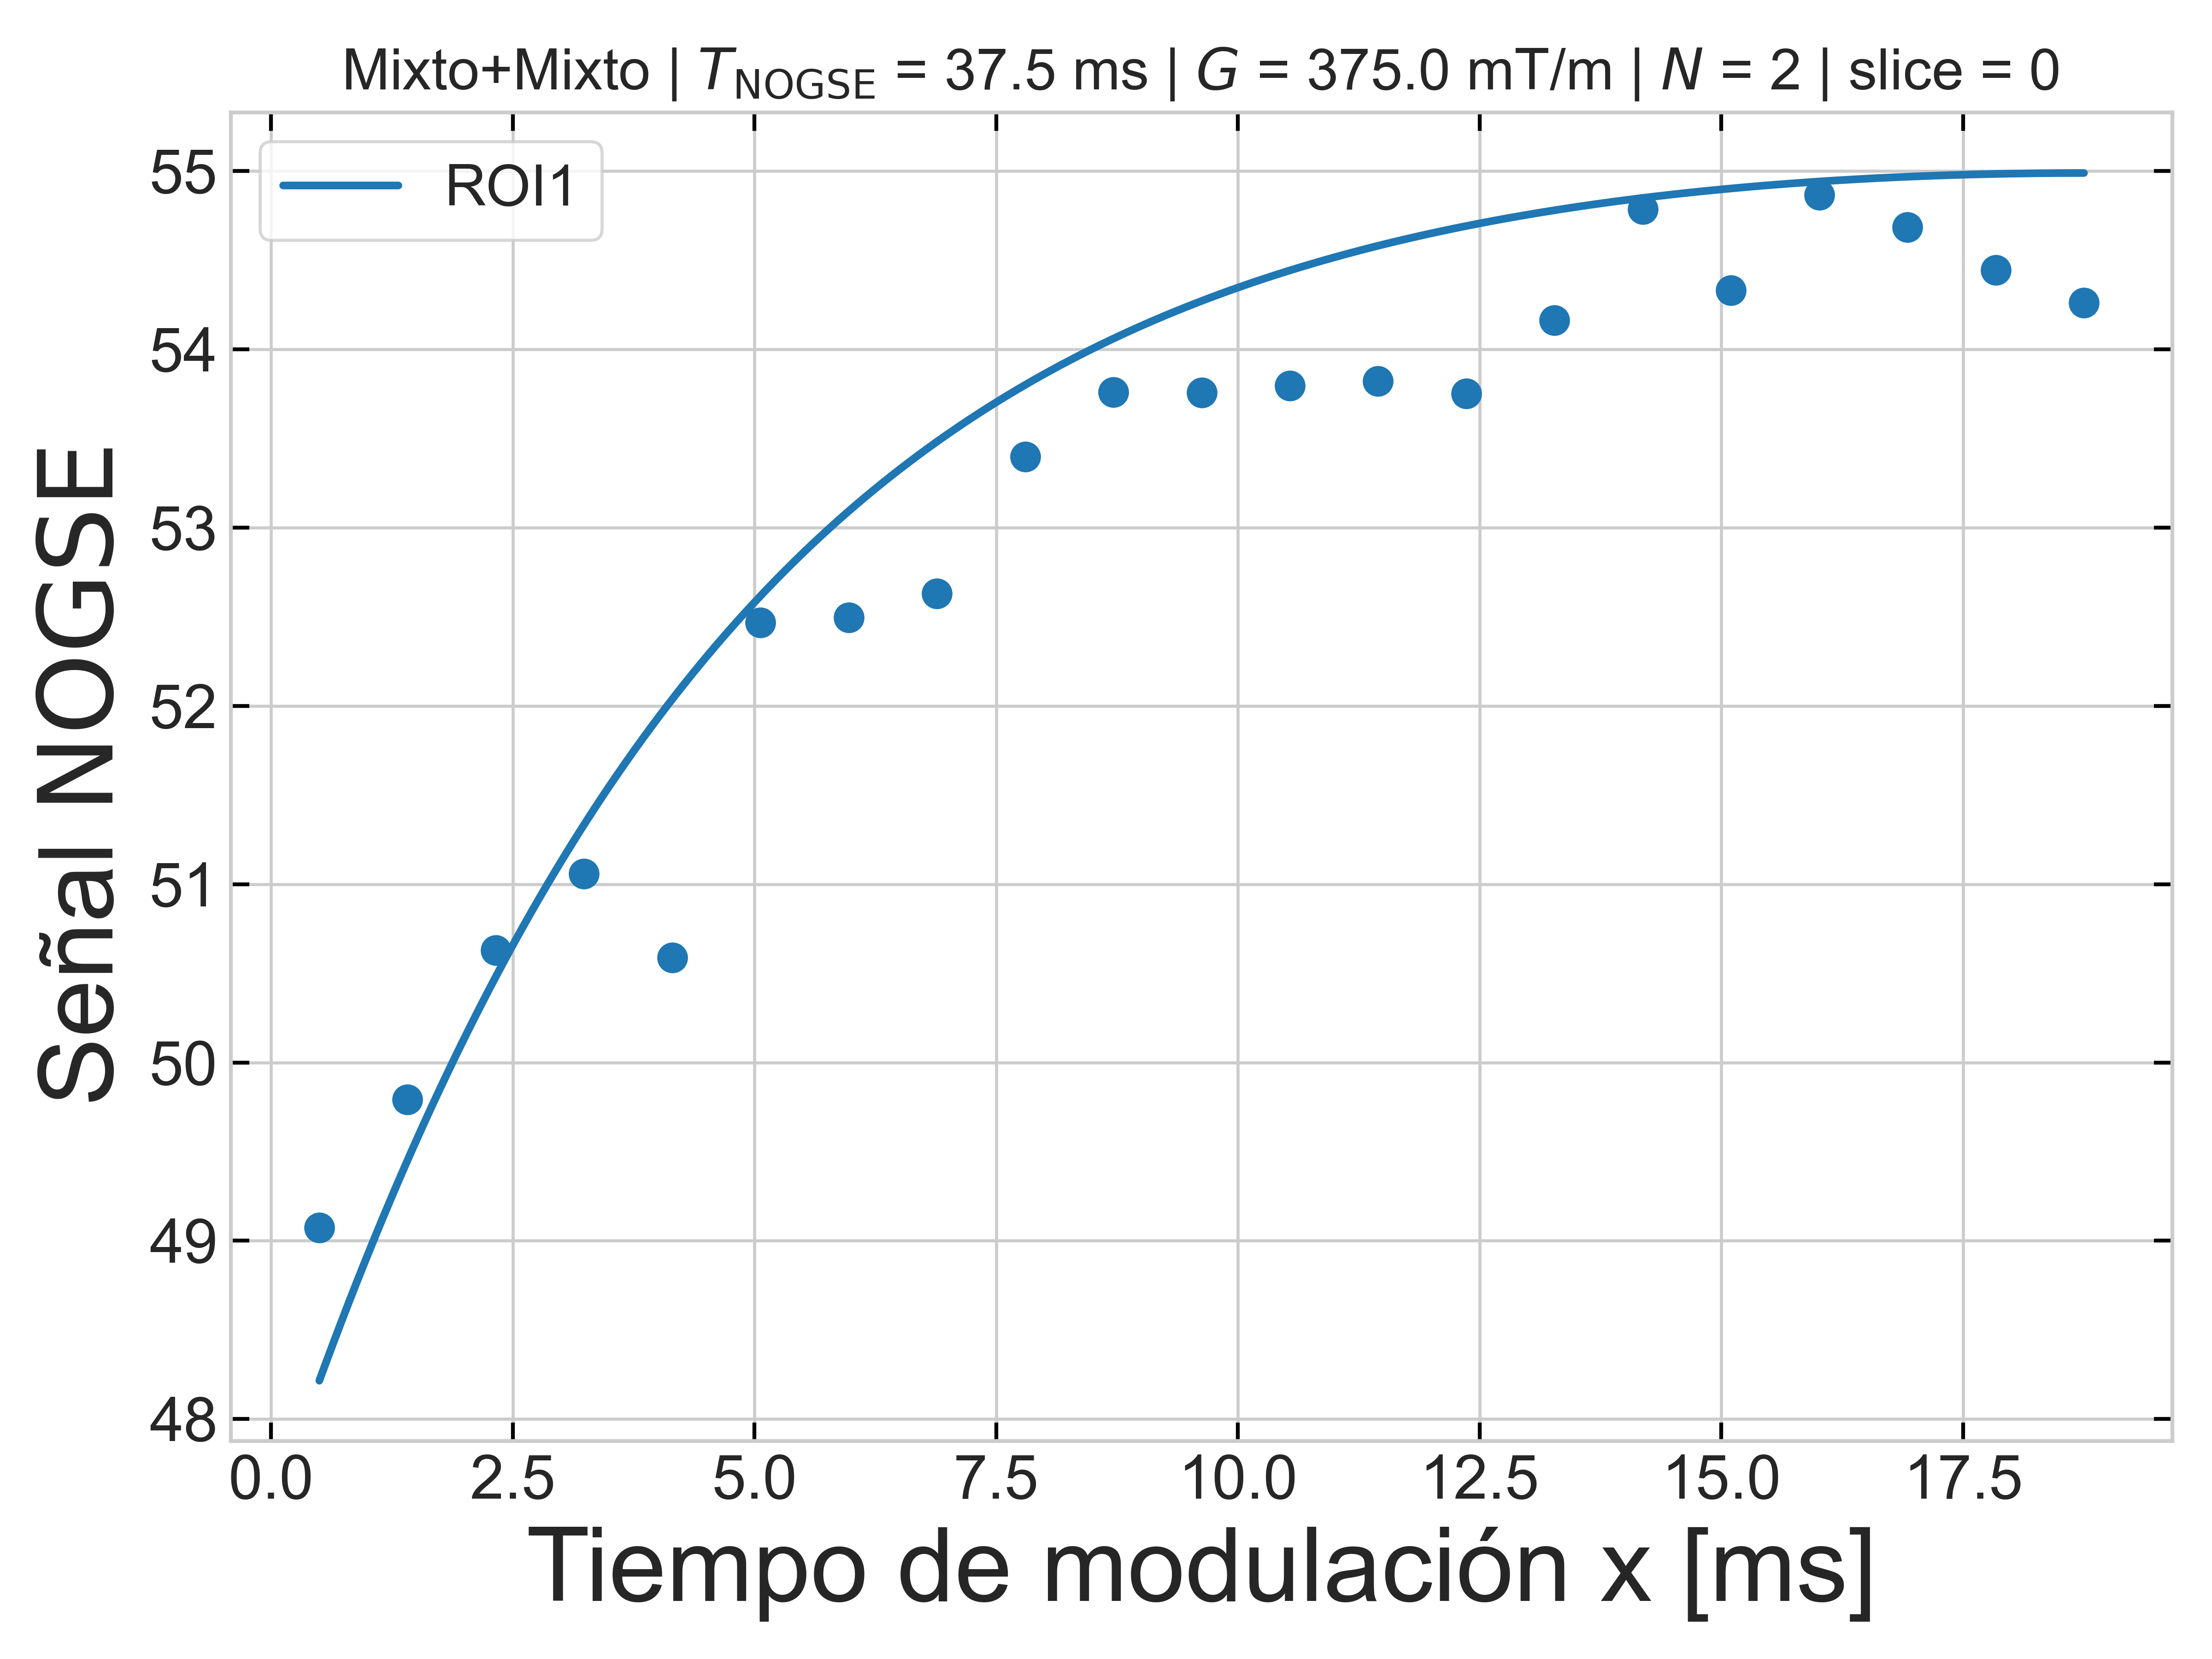 Mixto+Mixto | T_NOGSE = 37.5 ms | G = 375.0 mT/m | N = 2 | slice = 0
ROI1
Señal NOGSE
55
54
53
52
51
50
49
48
0.0 2.5 5.0 7.5 10.0 12.5 15.0 17.5
Tiempo de modulación x [ms]